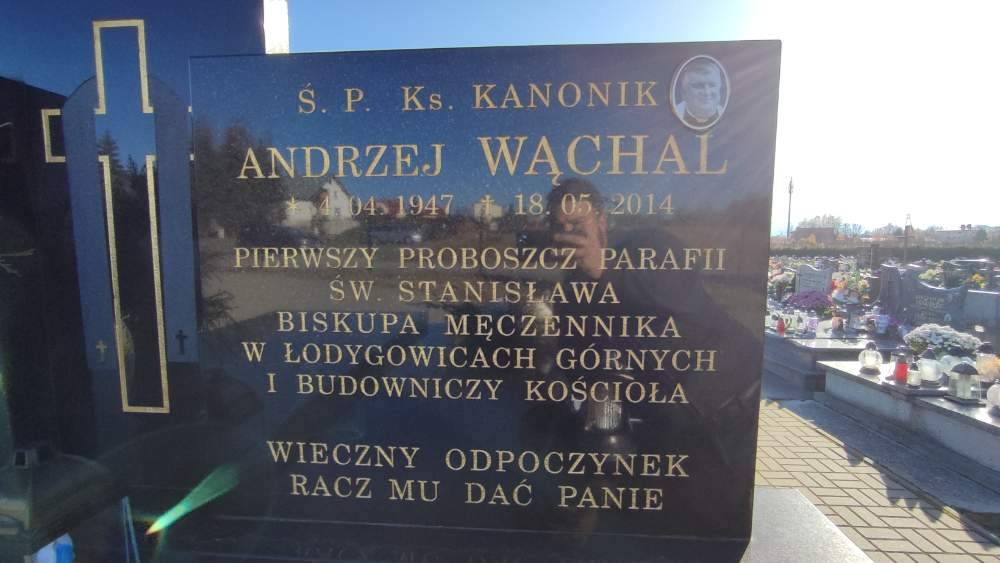 Ś. P. Ks. KANONIK
ANDRZEJ WĄCHAL
* 4. 04. 1947 ✝ 18. 05. 2014
PIERWSZY PROBOSZCZ PARAFII
ŚW. STANISŁAWA
BISKUPA MĘCZENNIKA
W ŁODYGOWICACH GÓRNYCH
I BUDOWNICZY KOŚCIOŁA
WIECZNY ODPOCZYNEK
RACZ MU DAĆ PANIE